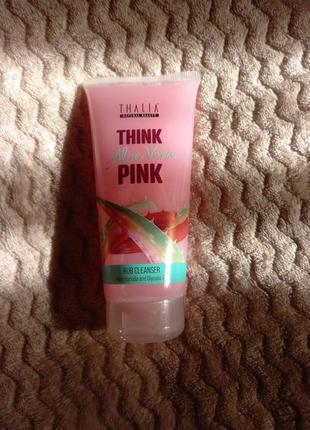 THALIA
NATURAL BEAUTY
THINK
Aloe Vera
PINK
RUB CLEANSER
Niacinamide and Glycolic